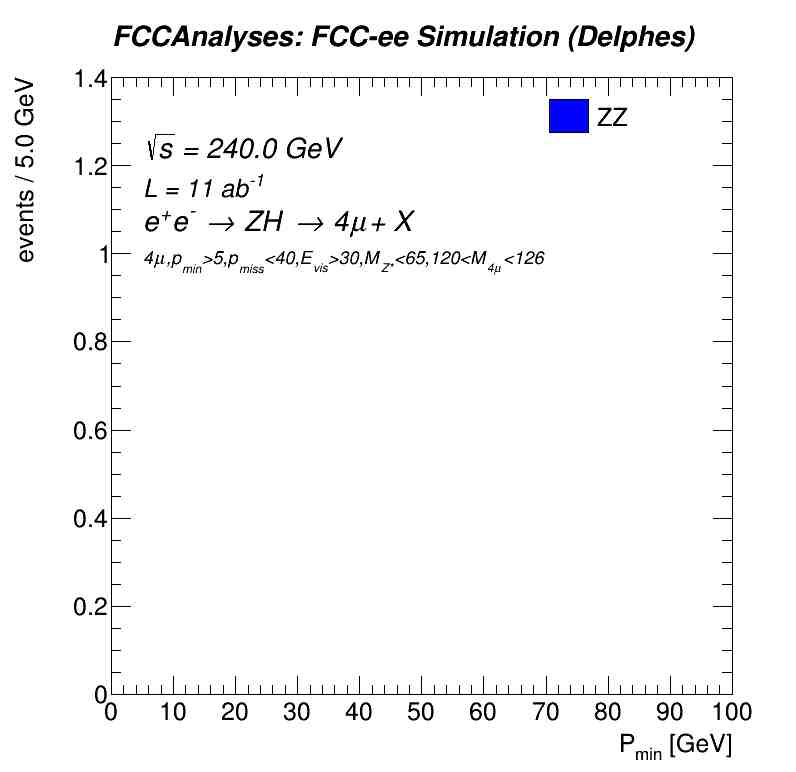 FCCAnalyses: FCC-ee Simulation (Delphes)
events / 5.0 GeV
1.4
1.2
1
0.8
0.6
0.4
0.2
0
ZZ
√s = 240.0 GeV
L = 11 ab⁻¹
e⁺e⁻ → ZH → 4μ + X
4μ,p_min>5,p_miss<40,E_vis>30,M_Z*<65,120<M_4μ<126
0 10 20 30 40 50 60 70 80 90 100
P_min [GeV]